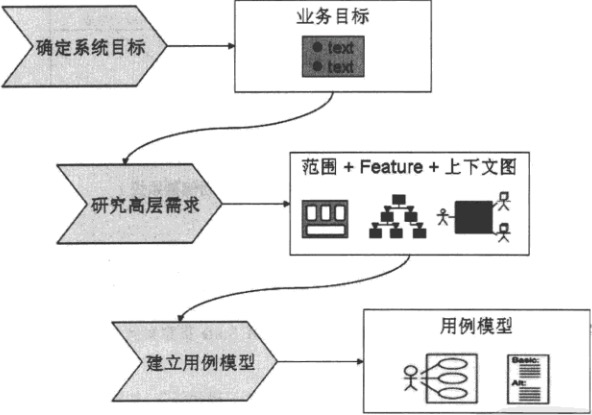 业务目标
确定系统目标
● text
● text
范围 + Feature + 上下文图
研究高层需求
用例模型
建立用例模型
Basic:
Alt: